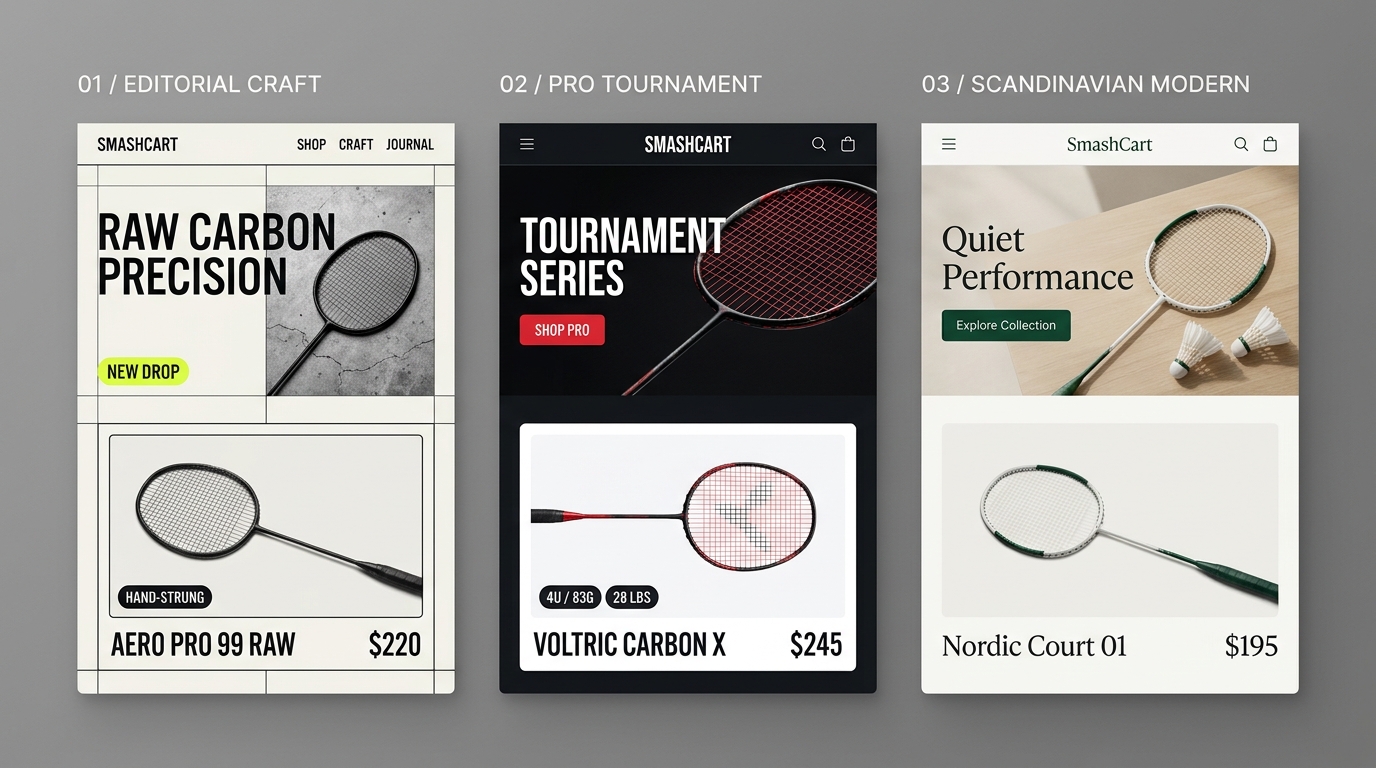 01 / EDITORIAL CRAFT
SMASHCART
SHOP CRAFT JOURNAL
RAW CARBON
PRECISION
NEW DROP
HAND-STRUNG
AERO PRO 99 RAW $220
02 / PRO TOURNAMENT
SMASHCART
TOURNAMENT
SERIES
SHOP PRO
4U / 83G 28 LBS
VOLTRIC CARBON X $245
03 / SCANDINAVIAN MODERN
SmashCart
Quiet
Performance
Explore Collection
Nordic Court 01 $195